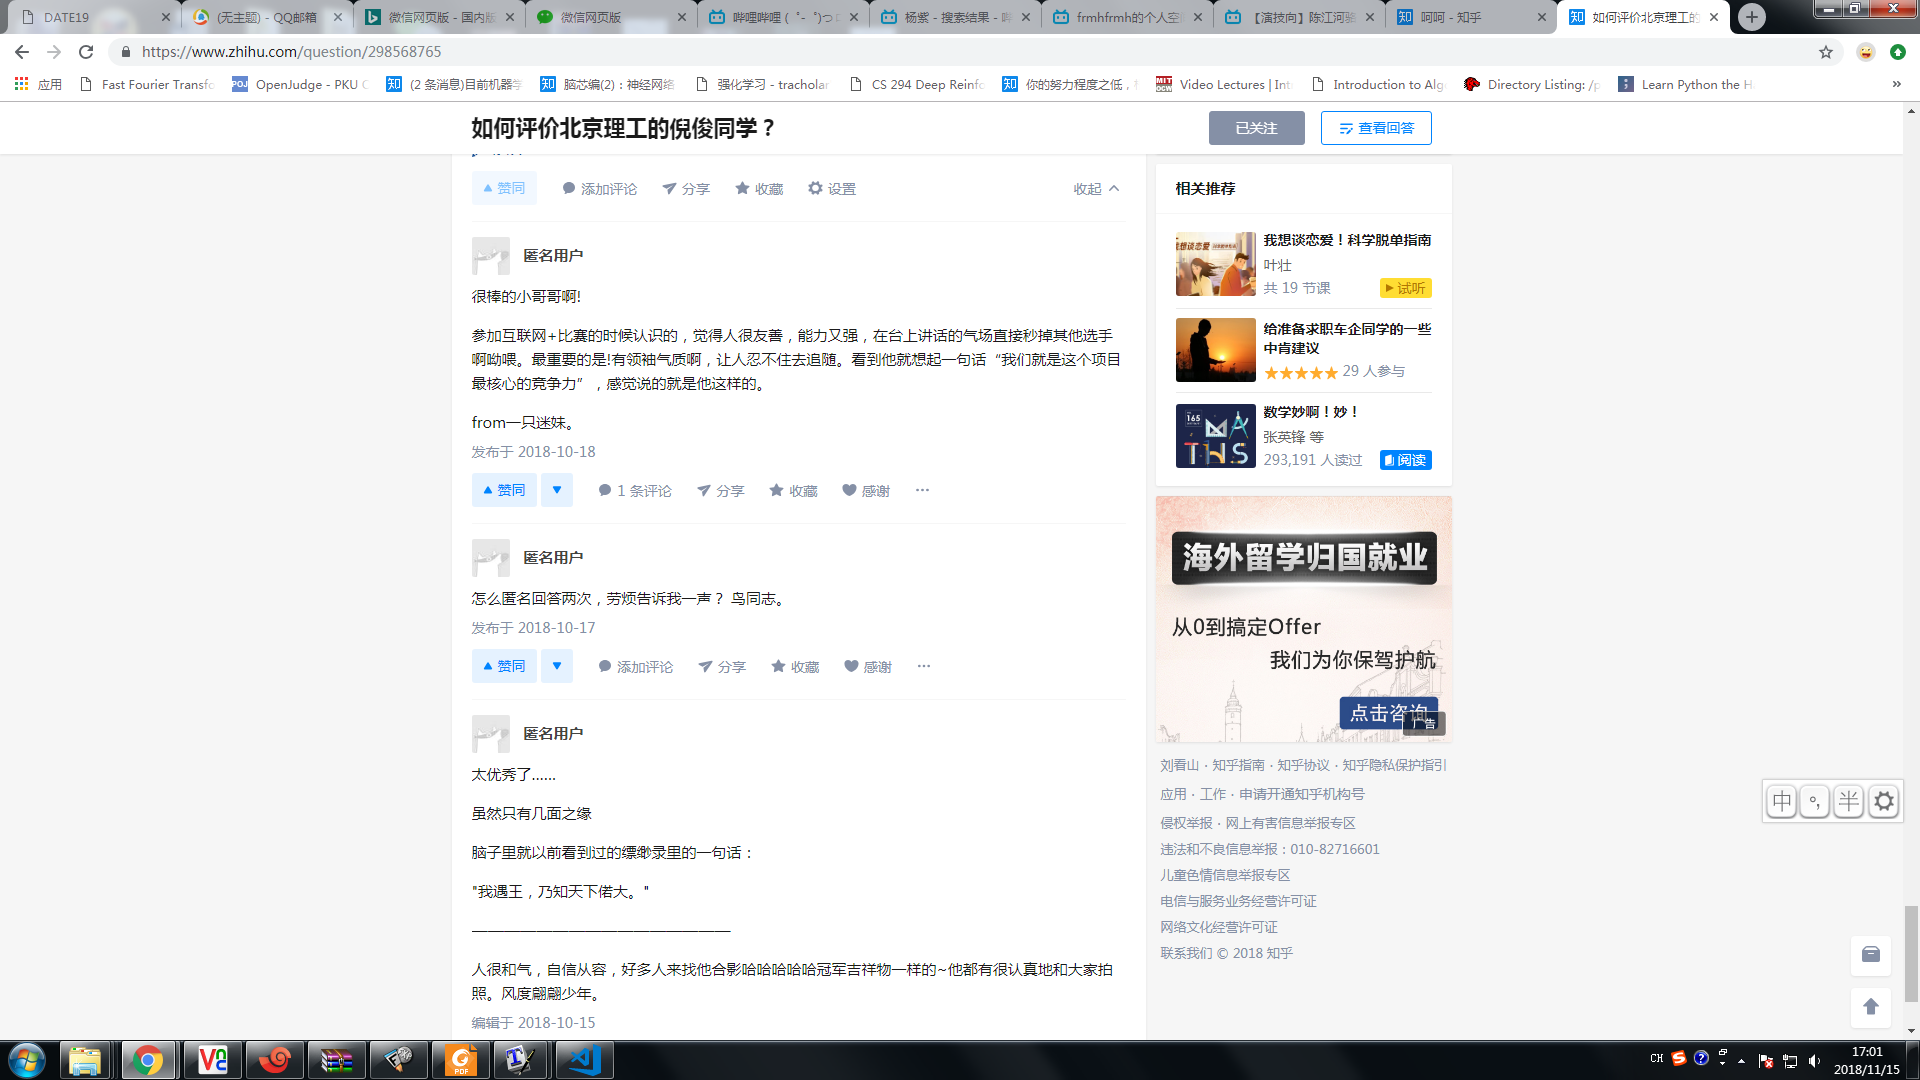 DATE19
(无主题) - QQ邮箱
微信网页版 - 国内版
微信网页版
哔哩哔哩 ( ゜- ゜)つロ
杨紫 - 搜索结果 - 哔
frmhfrmh的个人空
【演技向】陈江河骆
呵呵 - 知乎
如何评价北京理工的
https://www.zhihu.com/question/298568765
应用
Fast Fourier Transfo
OpenJudge - PKU
(2 条消息)目前机器学
脑芯编(2)：神经网络
强化学习 - tracholar
CS 294 Deep Reinfo
你的努力程度之低，
Video Lectures | Int
Introduction to Alg
Directory Listing: /p
Learn Python the H
如何评价北京理工的倪俊同学？
已关注
查看回答
赞同
添加评论
分享
收藏
设置
收起
匿名用户
很棒的小哥哥啊!
参加互联网+比赛的时候认识的，觉得人很友善，能力又强，在台上讲话的气场直接秒掉其他选手
啊呦喂。最重要的是!有领袖气质啊，让人忍不住去追随。看到他就想起一句话“我们就是这个项目
最核心的竞争力”，感觉说的就是他这样的。
from一只迷妹。
发布于 2018-10-18
赞同
1 条评论
分享
收藏
感谢
匿名用户
怎么匿名回答两次，劳烦告诉我一声？ 鸟同志。
发布于 2018-10-17
赞同
添加评论
分享
收藏
感谢
匿名用户
太优秀了......
虽然只有几面之缘
脑子里就以前看到过的缥缈录里的一句话：
"我遇王，乃知天下偌大。"
————————————————————
人很和气，自信从容，好多人来找他合影哈哈哈哈哈冠军吉祥物一样的~他都有很认真地和大家拍
照。风度翩翩少年。
编辑于 2018-10-15
相关推荐
我想谈恋爱！科学脱单指南
叶壮
共 19 节课
试听
给准备求职车企同学的一些
中肯建议
29 人参与
165
MATHS
数学妙啊！妙！
张英锋 等
293,191 人读过
阅读
海外留学归国就业
从0到搞定Offer
我们为你保驾护航
点击咨询
广告
刘看山 · 知乎指南 · 知乎协议 · 知乎隐私保护指引
应用 · 工作 · 申请开通知乎机构号
侵权举报 · 网上有害信息举报专区
违法和不良信息举报：010-82716601
儿童色情信息举报专区
电信与服务业务经营许可证
网络文化经营许可证
联系我们 © 2018 知乎
中 °, 半
CH
17:01
2018/11/15